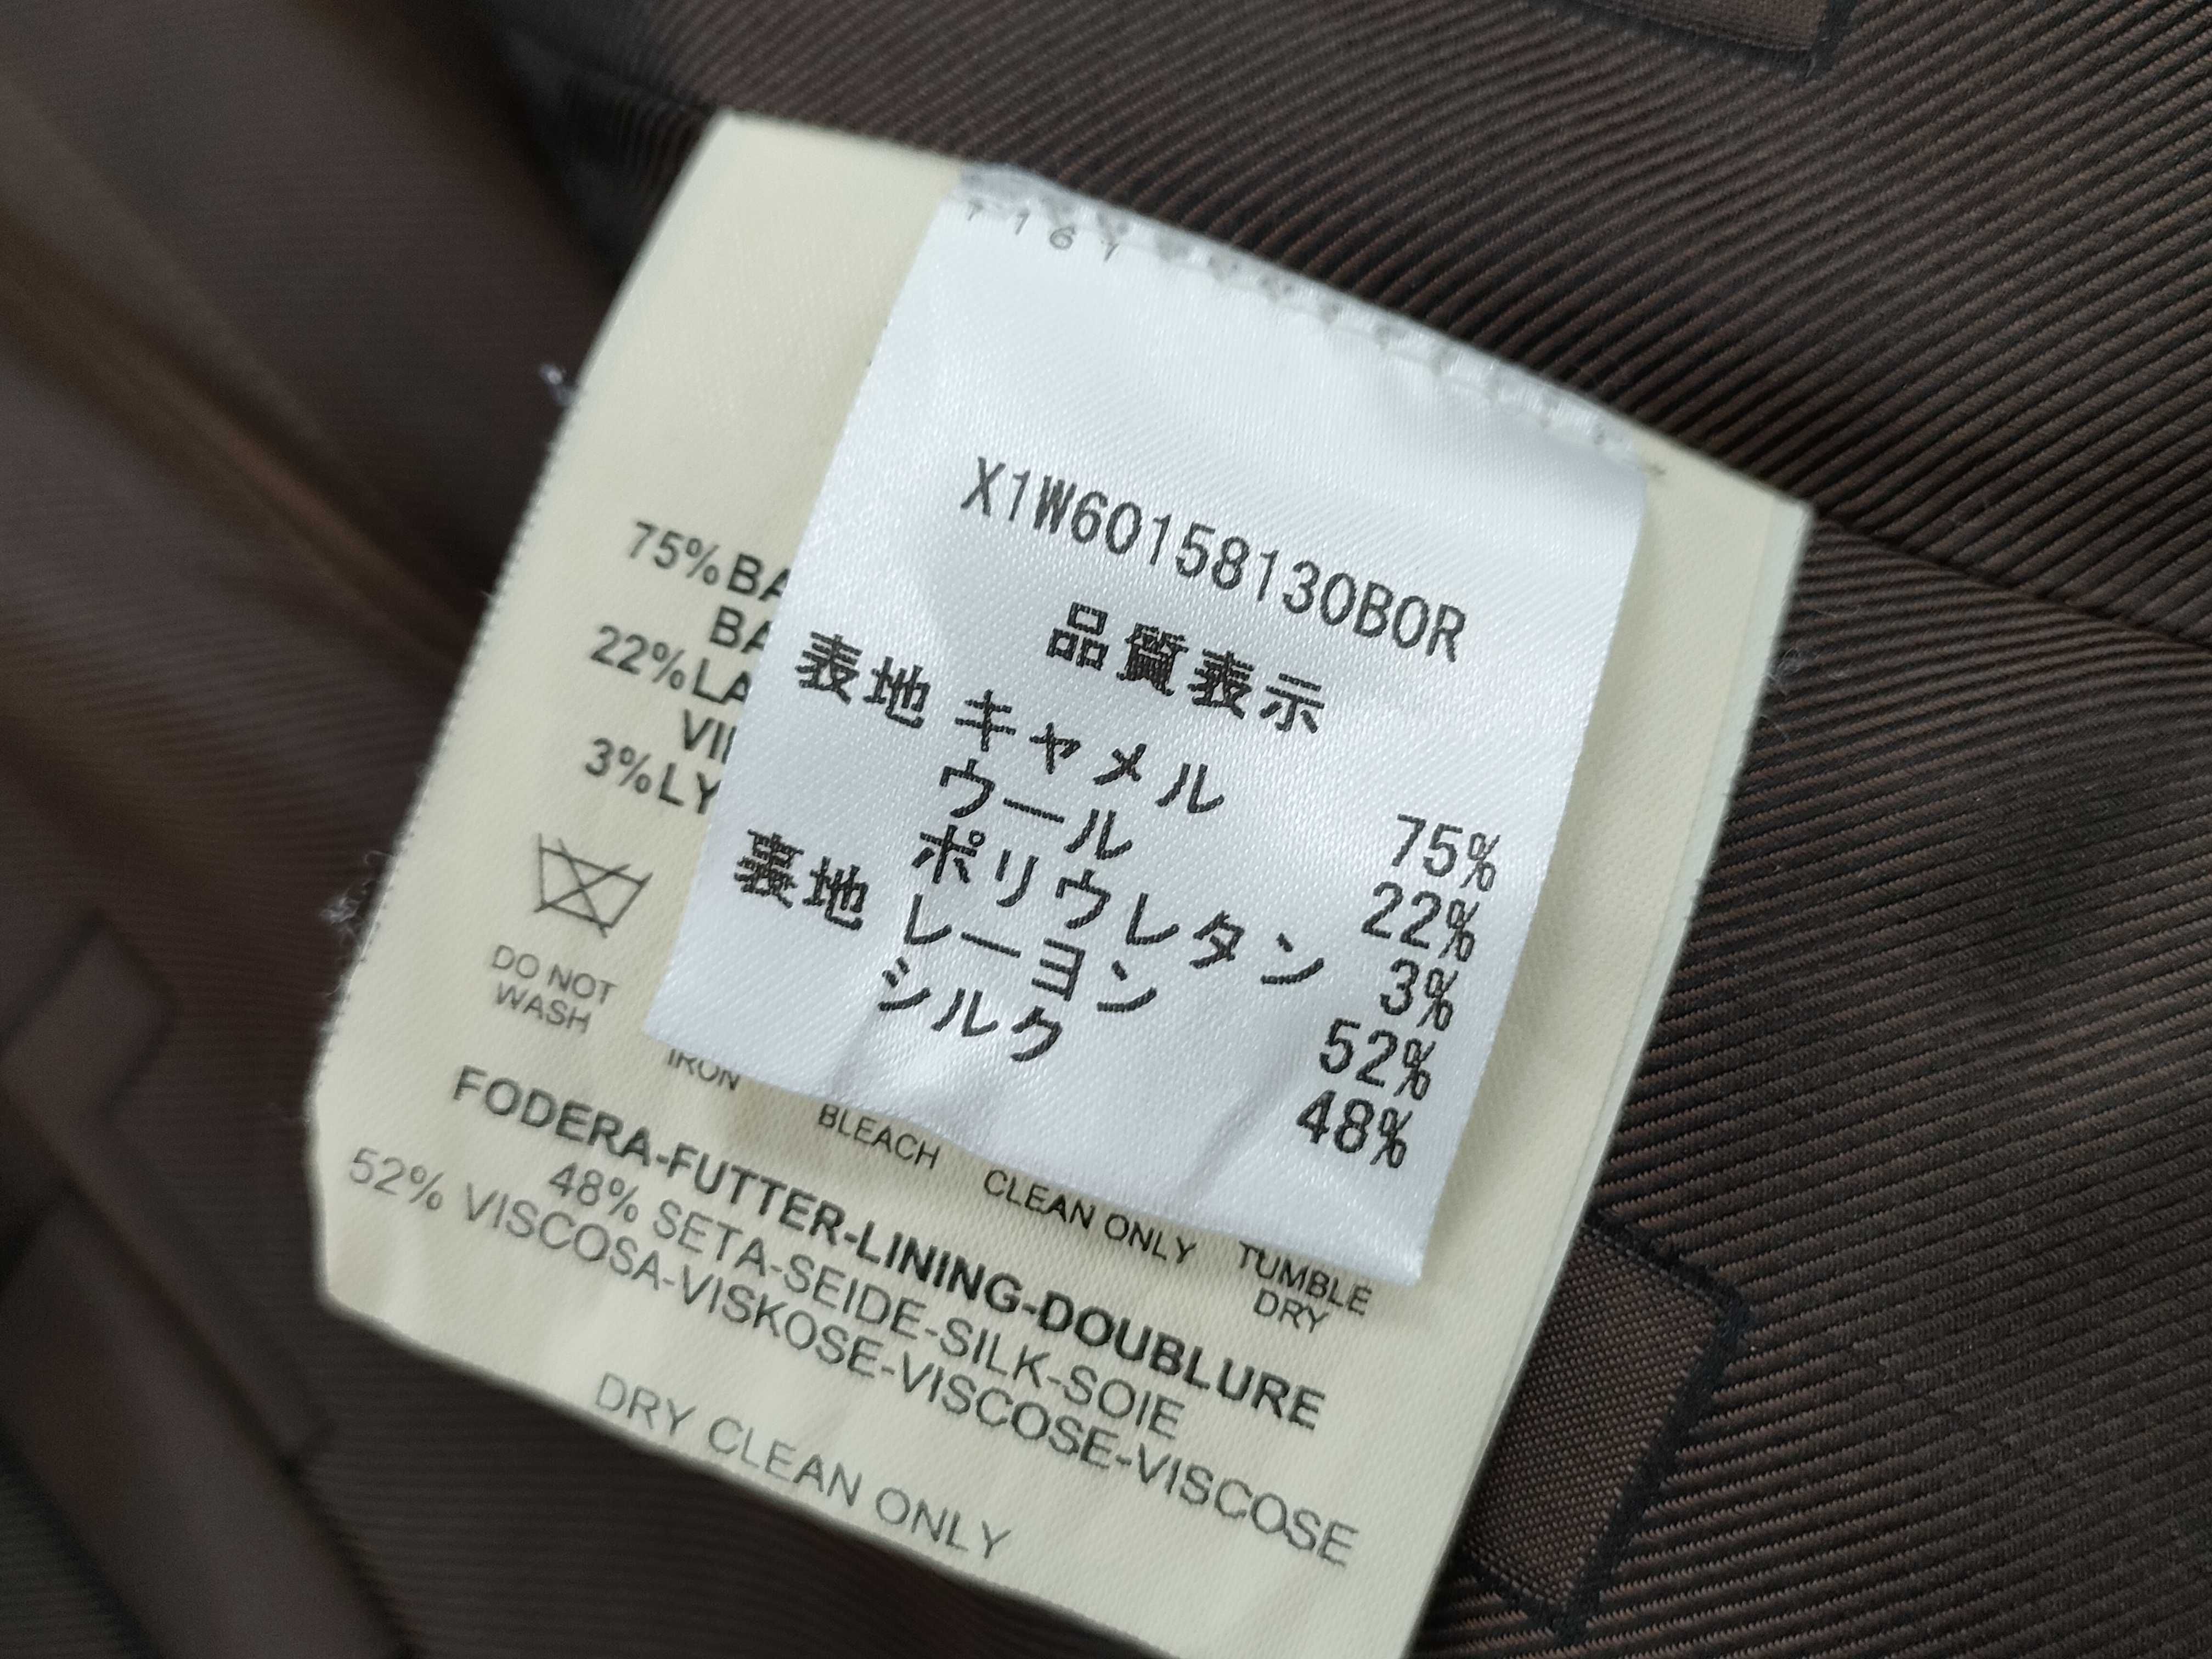 X1W60158130BOR
品質表示
表地 キャメル 75%
ウール 22%
ポリウレタン 3%
裏地 レーヨン 52%
シルク 48%
75%BA
BA
22%LA
VI
3%LY
DO NOT
WASH
IRON
BLEACH
CLEAN ONLY
TUMBLE
DRY
FODERA-FUTTER-LINING-DOUBLURE
48% SETA-SEIDE-SILK-SOIE
52% VISCOSA-VISKOSE-VISCOSE-VISCOSE
DRY CLEAN ONLY